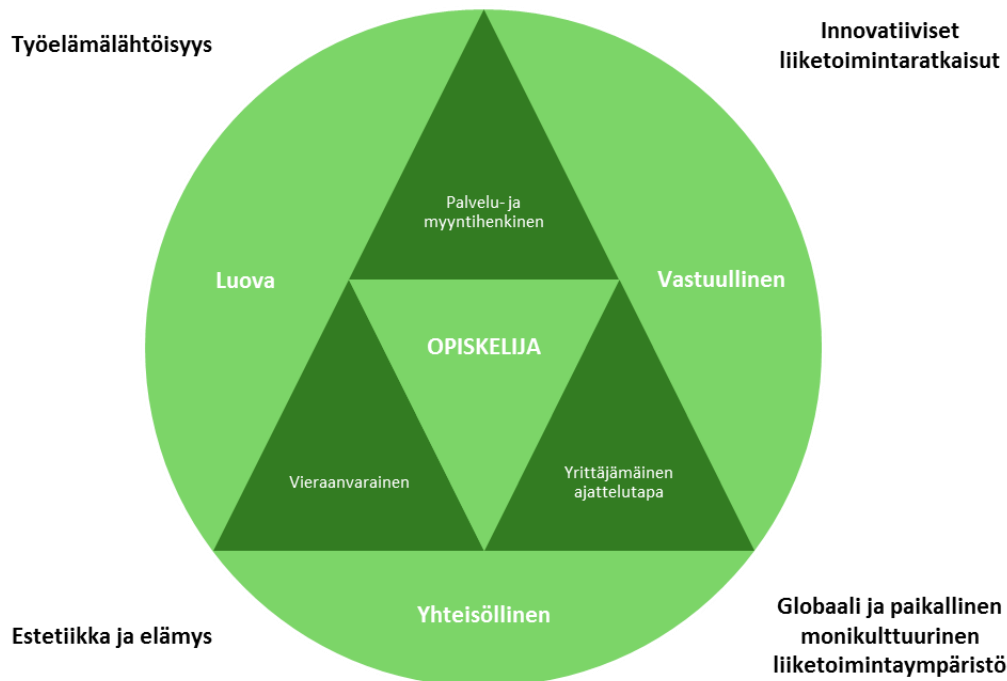 Työelämälähtöisyys
Innovatiiviset
liiketoimintaratkaisut
Palvelu- ja
myyntihenkinen
Luova
Vastuullinen
OPISKELIJA
Vieraanvarainen
Yrittäjämäinen
ajattelutapa
Yhteisöllinen
Estetiikka ja elämys
Globaali ja paikallinen
monikulttuurinen
liiketoimintaympäristö